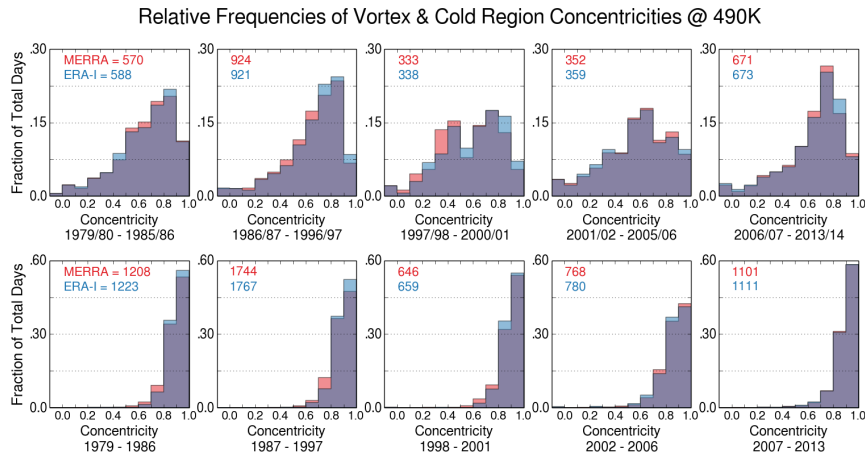 Relative Frequencies of Vortex & Cold Region Concentricities @ 490K
Fraction of Total Days
.30
.15
0.0
MERRA = 570
ERA-I = 588
0.0 0.2 0.4 0.6 0.8 1.0
Concentricity
1979/80 - 1985/86
.30
.15
0.0
924
921
0.0 0.2 0.4 0.6 0.8 1.0
Concentricity
1986/87 - 1996/97
.30
.15
0.0
333
338
0.0 0.2 0.4 0.6 0.8 1.0
Concentricity
1997/98 - 2000/01
.30
.15
0.0
352
359
0.0 0.2 0.4 0.6 0.8 1.0
Concentricity
2001/02 - 2005/06
.30
.15
0.0
671
673
0.0 0.2 0.4 0.6 0.8 1.0
Concentricity
2006/07 - 2013/14
Fraction of Total Days
.60
.30
0.0
MERRA = 1208
ERA-I = 1223
0.0 0.2 0.4 0.6 0.8 1.0
Concentricity
1979 - 1986
.60
.30
0.0
1744
1767
0.0 0.2 0.4 0.6 0.8 1.0
Concentricity
1987 - 1997
.60
.30
0.0
646
659
0.0 0.2 0.4 0.6 0.8 1.0
Concentricity
1998 - 2001
.60
.30
0.0
768
780
0.0 0.2 0.4 0.6 0.8 1.0
Concentricity
2002 - 2006
.60
.30
0.0
1101
1111
0.0 0.2 0.4 0.6 0.8 1.0
Concentricity
2007 - 2013